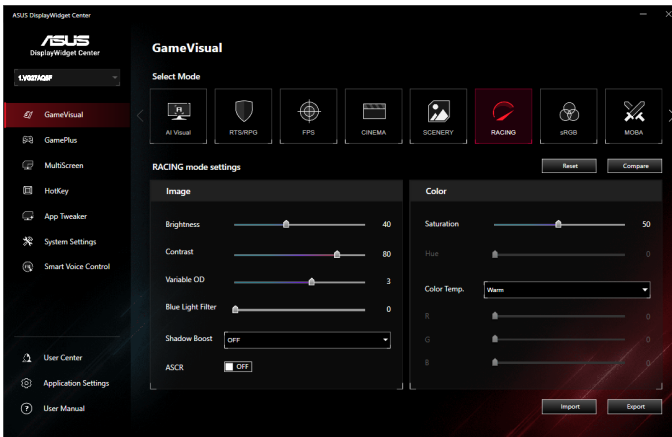 ASUS DisplayWidget Center
ASUS
DisplayWidget Center
GameVisual
GamePlus
MultiScreen
HotKey
App Tweaker
System Settings
Smart Voice Control
User Center
Application Settings
User Manual
GameVisual
Select Mode
AI Visual
RTS/RPG
FPS
CINEMA
SCENERY
RACING
sRGB
MOBA
RACING mode settings
Reset
Compare
Image
Brightness 40
Contrast 80
Variable OD 3
Blue Light Filter 0
Shadow Boost OFF
ASCR OFF
Color
Saturation 50
Hue 0
Color Temp. Warm
R 0
G 0
B 0
Import
Export